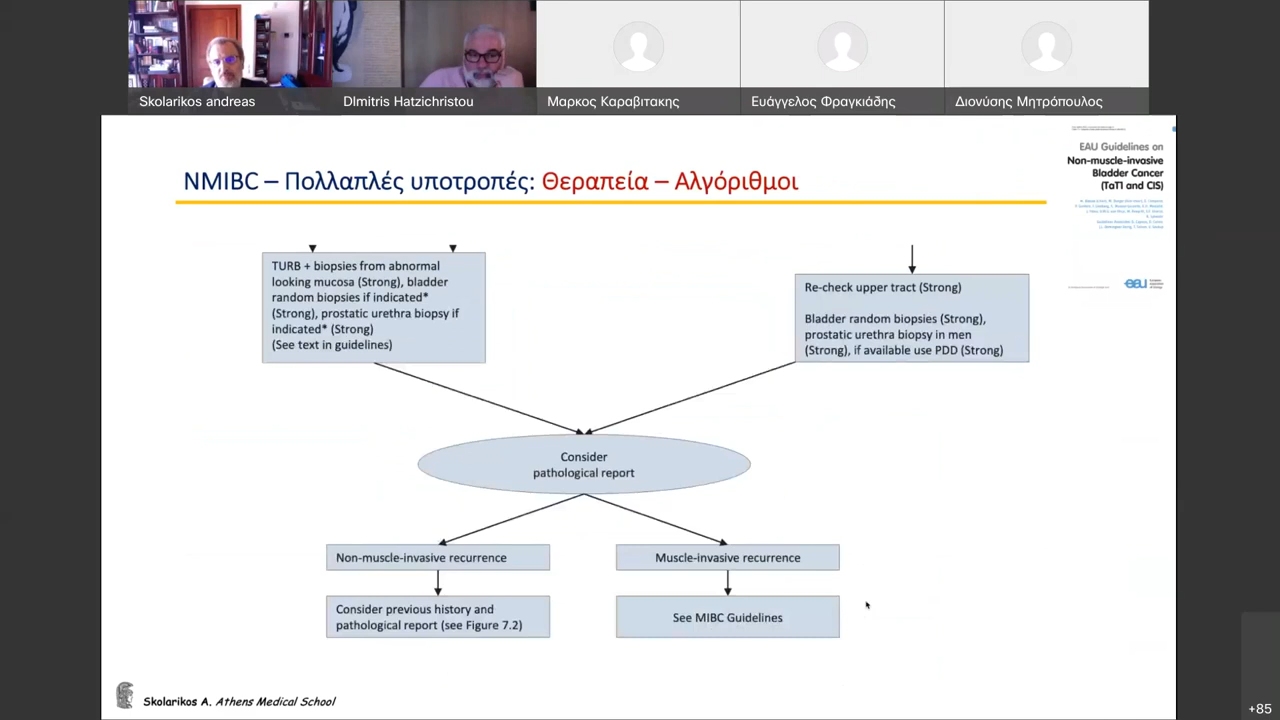 Skolarikos andreas
DImitris Hatzichristou
Μαρκος Καραβιτακης
Ευάγγελος Φραγκιάδης
Διονύσης Μητρόπουλος
EAU Guidelines on
Non-muscle-invasive
Bladder Cancer
(TaT1 and CIS)
eau
NMIBC – Πολλαπλές υποτροπές: Θεραπεία – Αλγόριθμοι
TURB + biopsies from abnormal
looking mucosa (Strong), bladder
random biopsies if indicated*
(Strong), prostatic urethra biopsy if
indicated* (Strong)
(See text in guidelines)
Re-check upper tract (Strong)
Bladder random biopsies (Strong),
prostatic urethra biopsy in men
(Strong), if available use PDD (Strong)
Consider
pathological report
Non-muscle-invasive recurrence
Muscle-invasive recurrence
Consider previous history and
pathological report (see Figure 7.2)
See MIBC Guidelines
Skolarikos A. Athens Medical School
+85